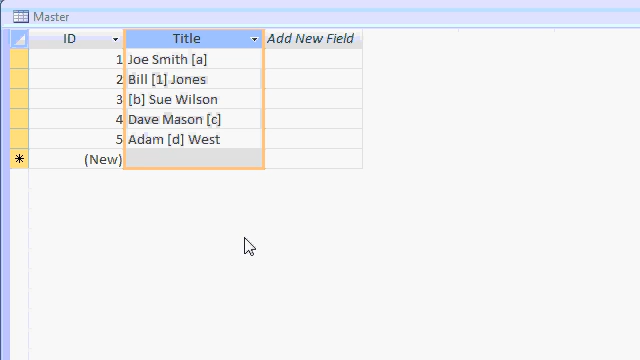 Master
ID Title Add New Field
1 Joe Smith [a]
2 Bill [1] Jones
3 [b] Sue Wilson
4 Dave Mason [c]
5 Adam [d] West
* (New)